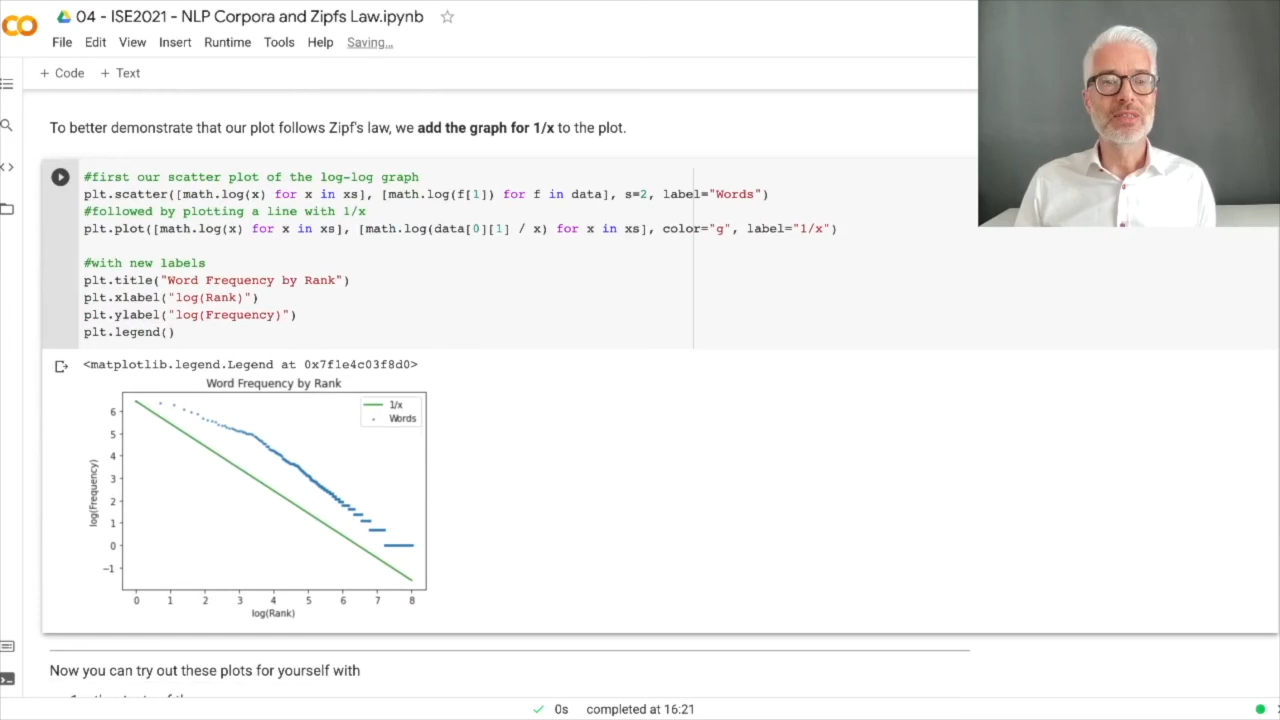 04 - ISE2021 - NLP Corpora and Zipfs Law.ipynb
File Edit View Insert Runtime Tools Help Saving...
+ Code + Text
To better demonstrate that our plot follows Zipf's law, we add the graph for 1/x to the plot.
#first our scatter plot of the log-log graph
plt.scatter([math.log(x) for x in xs], [math.log(f[1]) for f in data], s=2, label="Words")
#followed by plotting a line with 1/x
plt.plot([math.log(x) for x in xs], [math.log(data[0][1] / x) for x in xs], color="g", label="1/x")
#with new labels
plt.title("Word Frequency by Rank")
plt.xlabel("log(Rank)")
plt.ylabel("log(Frequency)")
plt.legend()
<matplotlib.legend.Legend at 0x7f1e4c03f8d0>
Word Frequency by Rank
1/x
Words
6
5
4
3
2
1
0
-1
log(Frequency)
0 1 2 3 4 5 6 7 8
log(Rank)
Now you can try out these plots for yourself with
0s completed at 16:21